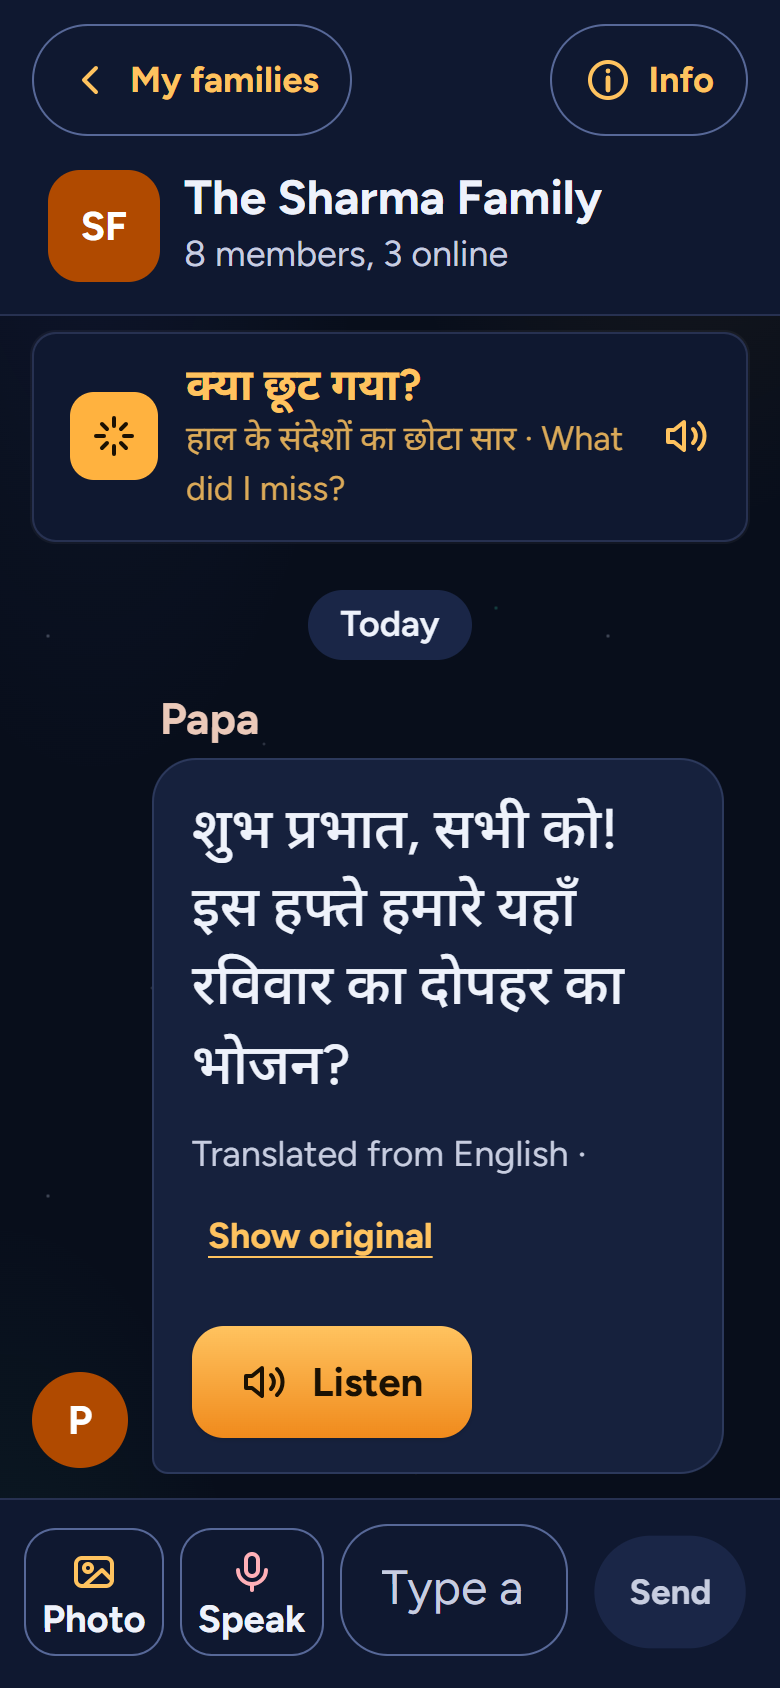 My families
Info
SF
The Sharma Family
8 members, 3 online
क्या छूट गया?
हाल के संदेशों का छोटा सार · What
did I miss?
Today
Papa
शुभ प्रभात, सभी को!
इस हफ्ते हमारे यहाँ
रविवार का दोपहर का
भोजन?
Translated from English ·
Show original
Listen
P
Photo
Speak
Type a
Send